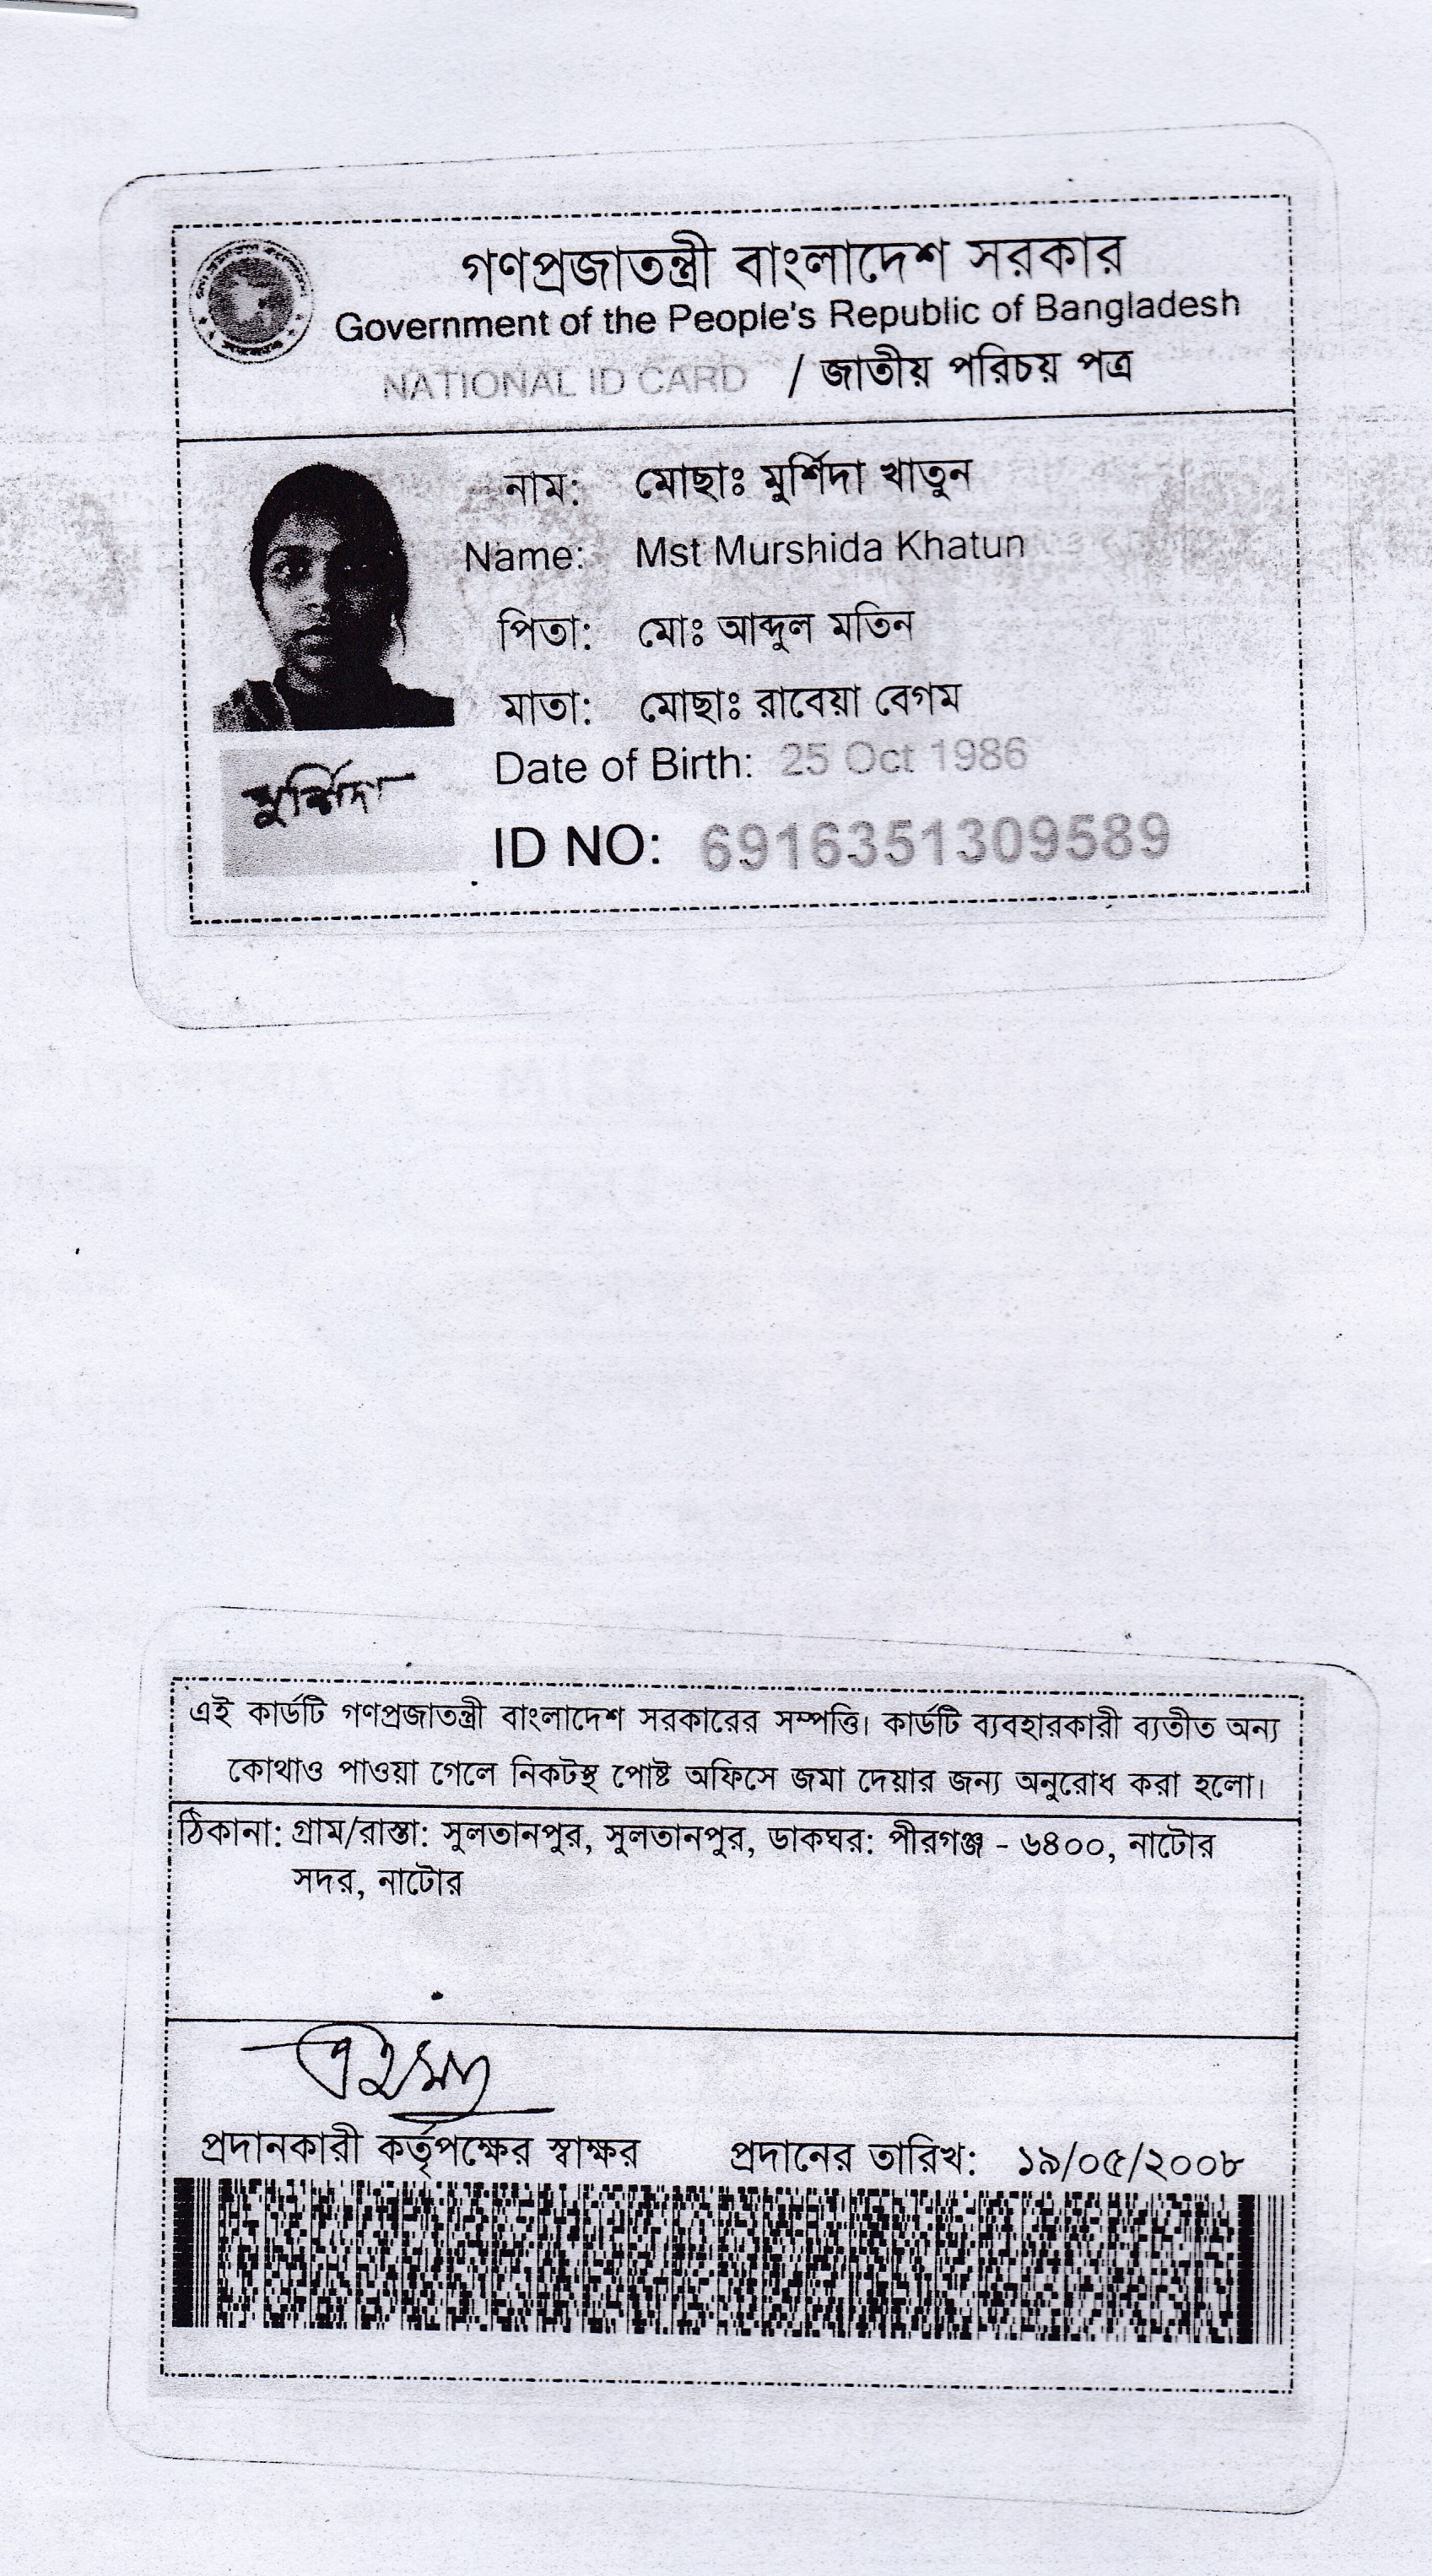 গণপ্রজাতন্ত্রী বাংলাদেশ সরকার
Government of the People's Republic of Bangladesh
NATIONAL ID CARD / জাতীয় পরিচয় পত্র
নাম: মোছাঃ মুর্শিদা খাতুন
Name: Mst Murshida Khatun
পিতা: মোঃ আব্দুল মতিন
মাতা: মোছাঃ রাবেয়া বেগম
Date of Birth: 25 Oct 1986
মুর্শিদা
ID NO: 6916351309589
এই কার্ডটি গণপ্রজাতন্ত্রী বাংলাদেশ সরকারের সম্পত্তি। কার্ডটি ব্যবহারকারী ব্যতীত অন্য
কোথাও পাওয়া গেলে নিকটস্থ পোষ্ট অফিসে জমা দেয়ার জন্য অনুরোধ করা হলো।
ঠিকানা: গ্রাম/রাস্তা: সুলতানপুর, সুলতানপুর, ডাকঘর: পীরগঞ্জ - ৬৪০০, নাটোর
সদর, নাটোর
প্রদানকারী কর্তৃপক্ষের স্বাক্ষর প্রদানের তারিখ: ১৯/০৫/২০০৮